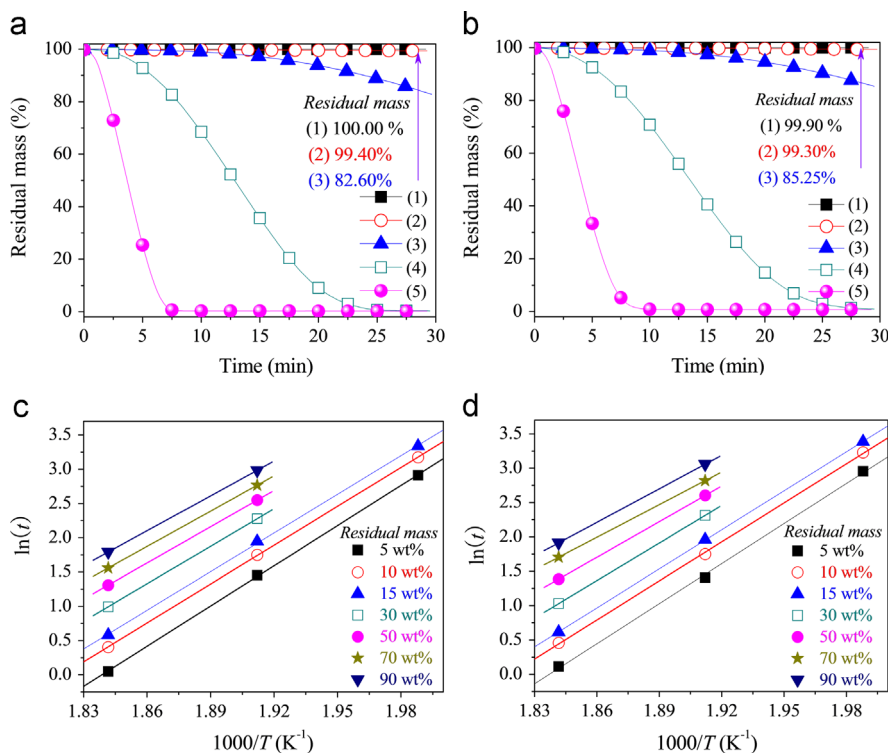 a
100
80
60
40
20
0
Residual mass (%)
Residual mass
(1) 100.00 %
(2) 99.40%
(3) 82.60%
(1)
(2)
(3)
(4)
(5)
0 5 10 15 20 25 30
Time (min)
b
100
80
60
40
20
0
Residual mass (%)
Residual mass
(1) 99.90 %
(2) 99.30%
(3) 85.25%
(1)
(2)
(3)
(4)
(5)
0 5 10 15 20 25 30
Time (min)
c
3.5
3.0
2.5
2.0
1.5
1.0
0.5
0.0
ln(t)
Residual mass
5 wt%
10 wt%
15 wt%
30 wt%
50 wt%
70 wt%
90 wt%
1.83 1.86 1.89 1.92 1.95 1.98
1000/T (K⁻¹)
d
3.5
3.0
2.5
2.0
1.5
1.0
0.5
0.0
ln(t)
Residual mass
5 wt%
10 wt%
15 wt%
30 wt%
50 wt%
70 wt%
90 wt%
1.83 1.86 1.89 1.92 1.95 1.98
1000/T (K⁻¹)